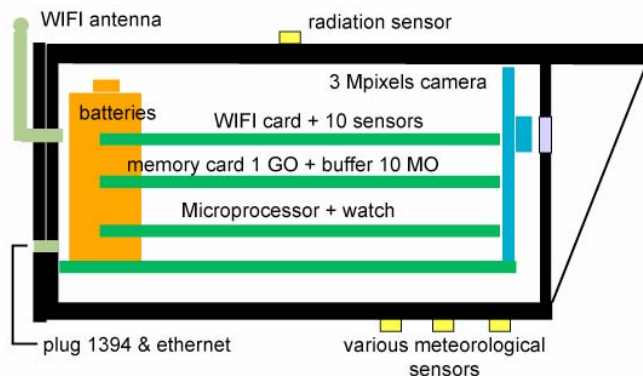 WIFI antenna
radiation sensor
3 Mpixels camera
batteries
WIFI card + 10 sensors
memory card 1 GO + buffer 10 MO
Microprocessor + watch
plug 1394 & ethernet
various meteorological
sensors